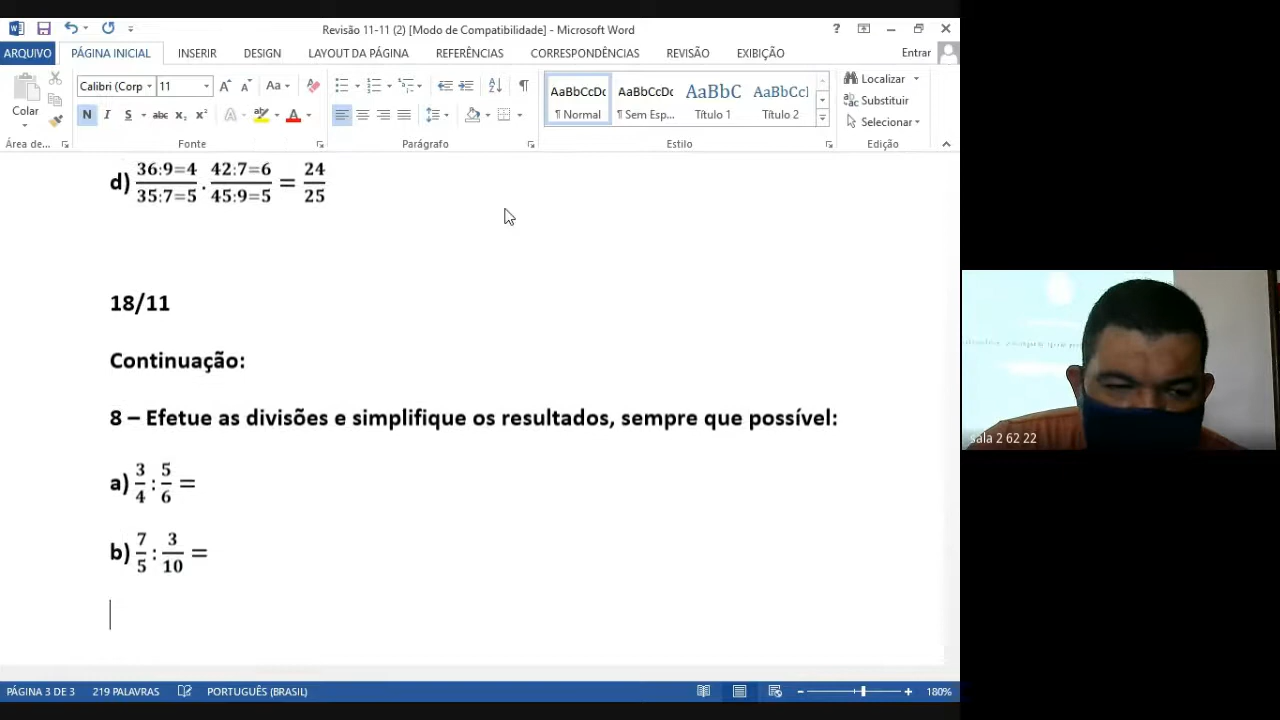 Revisão 11-11 (2) [Modo de Compatibilidade] - Microsoft Word
?
ARQUIVO PÁGINA INICIAL INSERIR DESIGN LAYOUT DA PÁGINA REFERÊNCIAS CORRESPONDÊNCIAS REVISÃO EXIBIÇÃO Entrar
Colar
Calibri (Corp 11
N I S abc x₂ x² A A
AaBbCcDc AaBbCcDc AaBbC AaBbCcI
¶ Normal ¶ Sem Esp... Título 1 Título 2
Localizar
Substituir
Selecionar
Área de... Fonte Parágrafo Estilo Edição
d) 36:9=4/35:7=5 . 42:7=6/45:9=5 = 24/25
18/11
Continuação:
8 – Efetue as divisões e simplifique os resultados, sempre que possível:
a) 3/4 : 5/6 =
b) 7/5 : 3/10 =
PÁGINA 3 DE 3 219 PALAVRAS PORTUGUÊS (BRASIL) 180%
sala 2 62 22